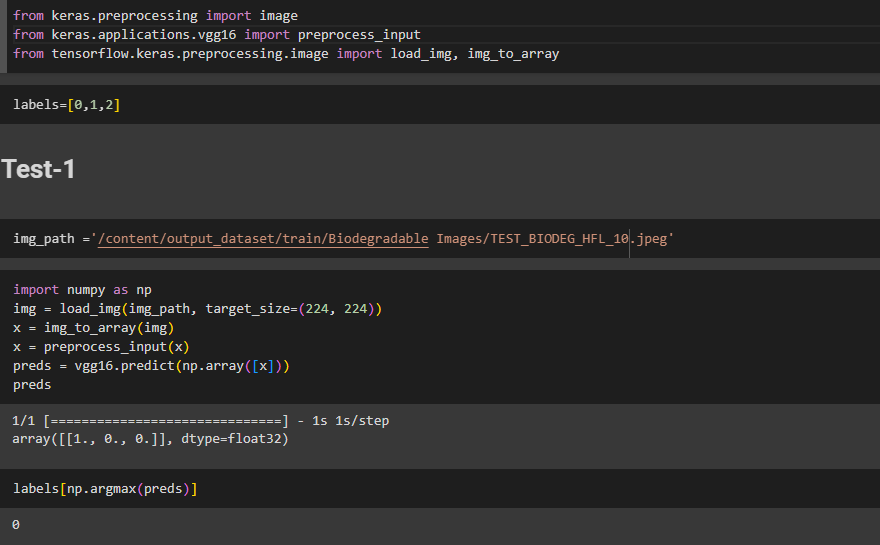 from keras.preprocessing import image
from keras.applications.vgg16 import preprocess_input
from tensorflow.keras.preprocessing.image import load_img, img_to_array
labels=[0,1,2]
Test-1
img_path ='/content/output_dataset/train/Biodegradable Images/TEST_BIODEG_HFL_10.jpeg'
import numpy as np
img = load_img(img_path, target_size=(224, 224))
x = img_to_array(img)
x = preprocess_input(x)
preds = vgg16.predict(np.array([x]))
preds
1/1 [==============================] - 1s 1s/step
array([[1., 0., 0.]], dtype=float32)
labels[np.argmax(preds)]
0